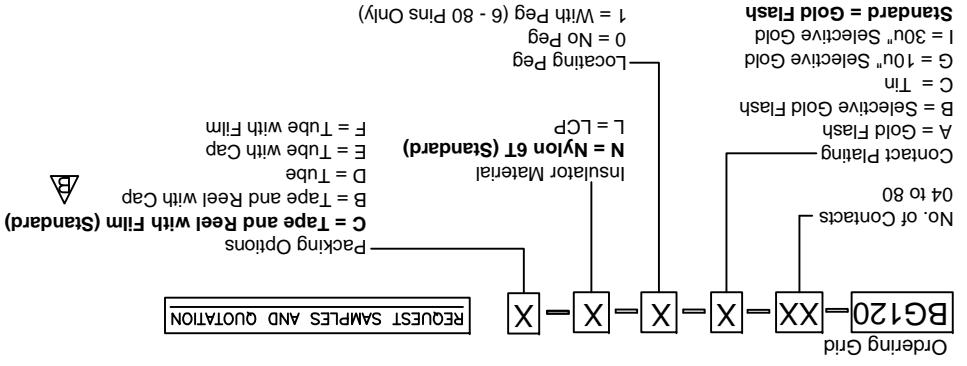 Ordering Grid
BG120 - XX - X - X - X - X
REQUEST SAMPLES AND QUOTATION
No. of Contacts
04 to 80
Contact Plating
A = Gold Flash
B = Selective Gold Flash
C = Tin
G = 10u" Selective Gold
I = 30u" Selective Gold
Standard = Gold Flash
Locating Peg
0 = No Peg
1 = With Peg (6 - 80 Pins Only)
Insulator Material
N = Nylon 6T (Standard)
L = LCP
Packing Options
C = Tape and Reel with Film (Standard)
B = Tape and Reel with Cap
D = Tube
E = Tube with Cap
F = Tube with Film
B